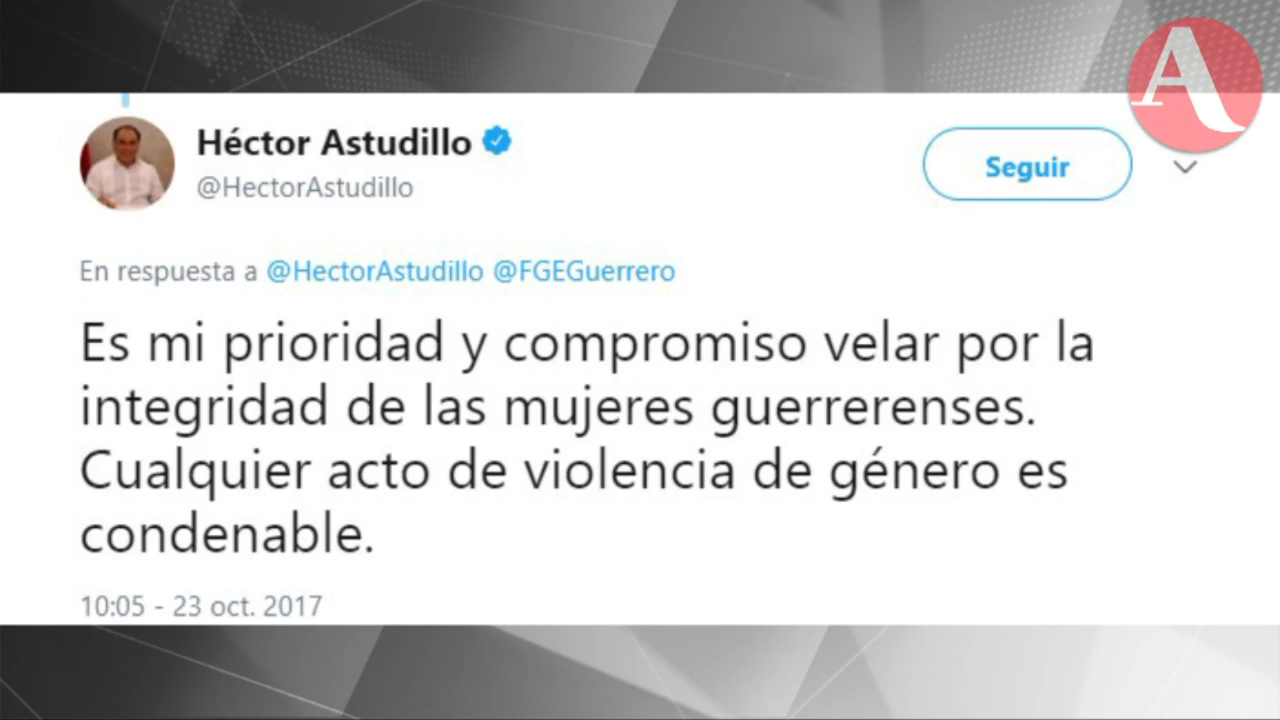 A
Héctor Astudillo
@HectorAstudillo
Seguir
En respuesta a @HectorAstudillo @FGEGuerrero
Es mi prioridad y compromiso velar por la
integridad de las mujeres guerrerenses.
Cualquier acto de violencia de género es
condenable.
10:05 - 23 oct. 2017